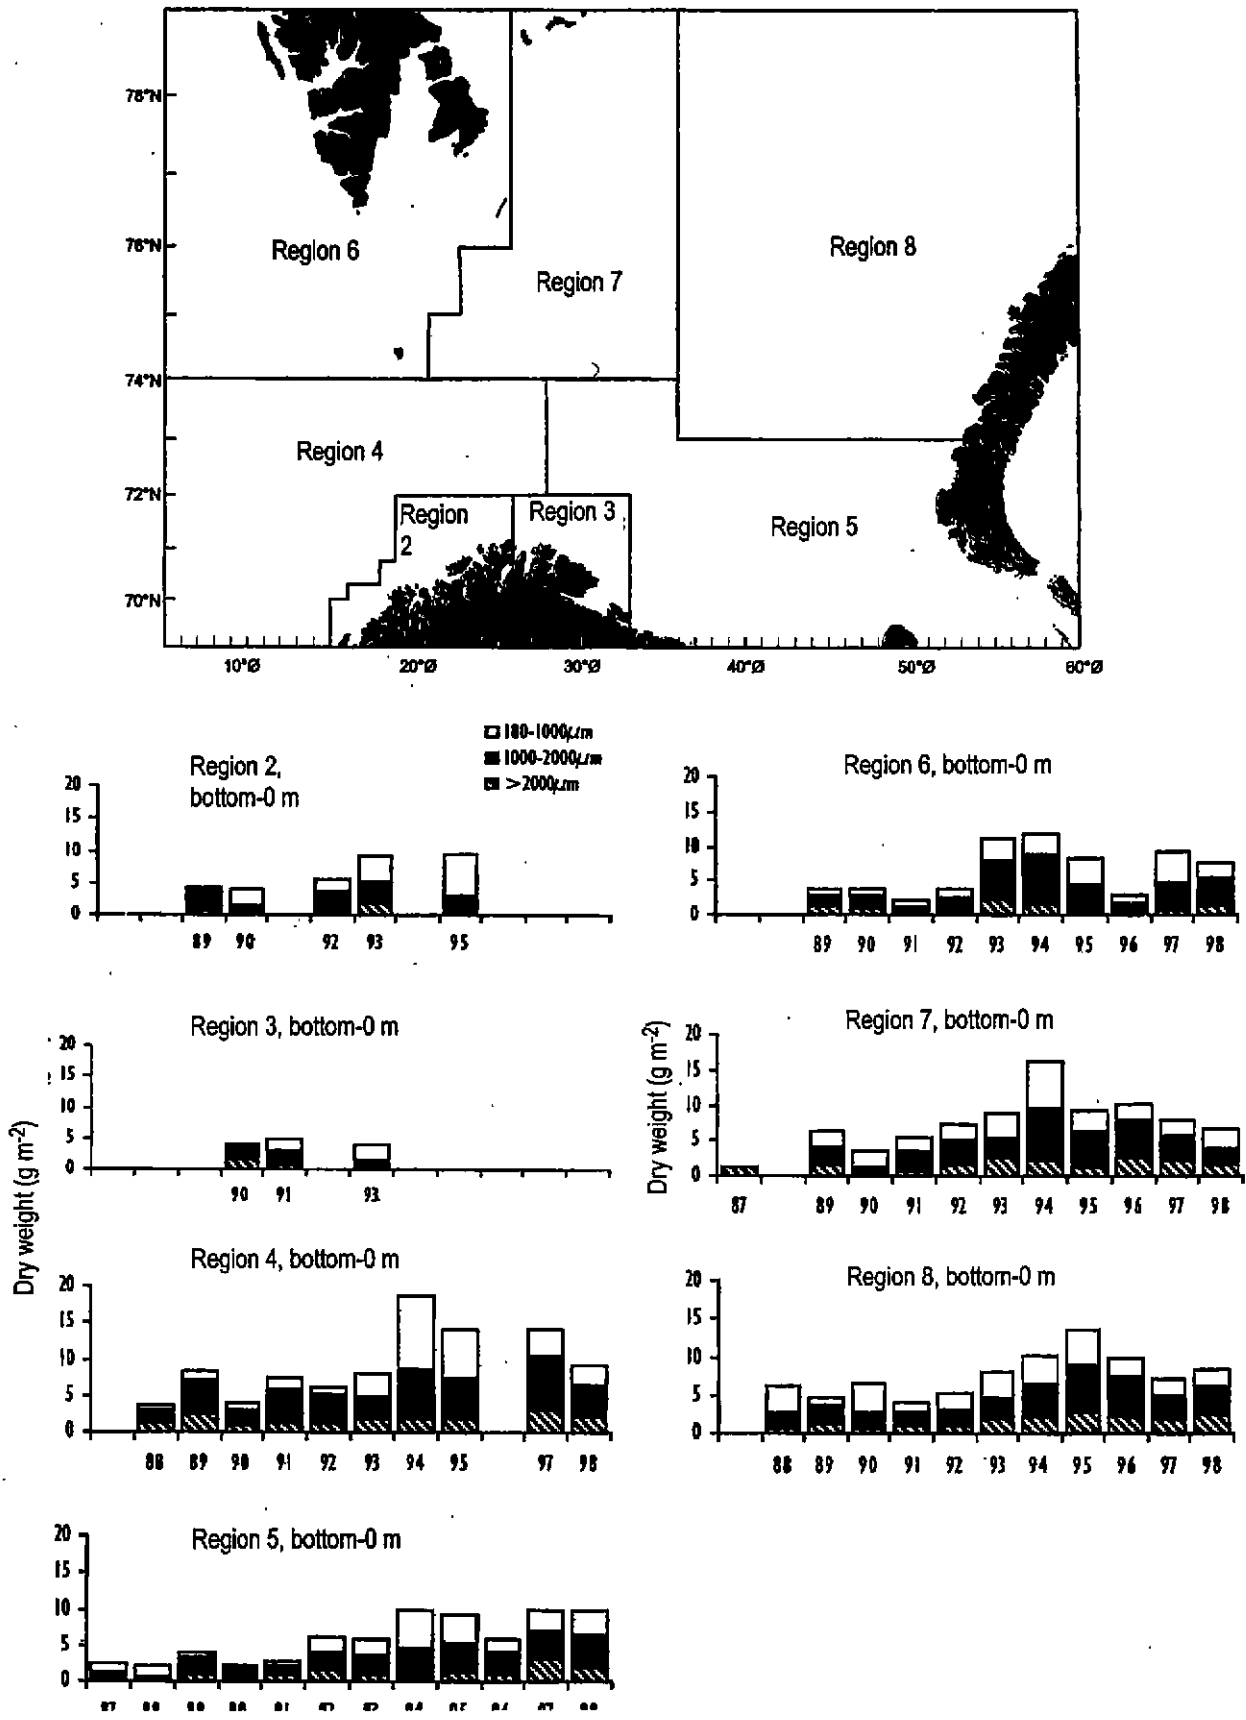 78°N
76°N
74°N
72°N
70°N
Region 6
Region 7
Region 8
Region 4
Region
2
Region 3
Region 5
10°Ø
20°Ø
30°Ø
40°Ø
50°Ø
60°Ø
180-1000μm
1000-2000μm
>2000μm
Region 2,
bottom-0 m
20
15
10
5
0
89 90 92 93 95
Region 6, bottom-0 m
20
15
10
5
0
89 90 91 92 93 94 95 96 97 98
Dry weight (g m-2)
Region 3, bottom-0 m
20
15
10
5
0
90 91 93
Dry weight (g m-2)
Region 7, bottom-0 m
20
15
10
5
0
87 89 90 91 92 93 94 95 96 97 98
Region 4, bottom-0 m
20
15
10
5
0
88 89 90 91 92 93 94 95 97 98
Region 8, bottom-0 m
20
15
10
5
0
88 89 90 91 92 93 94 95 96 97 98
Region 5, bottom-0 m
20
15
10
5
0